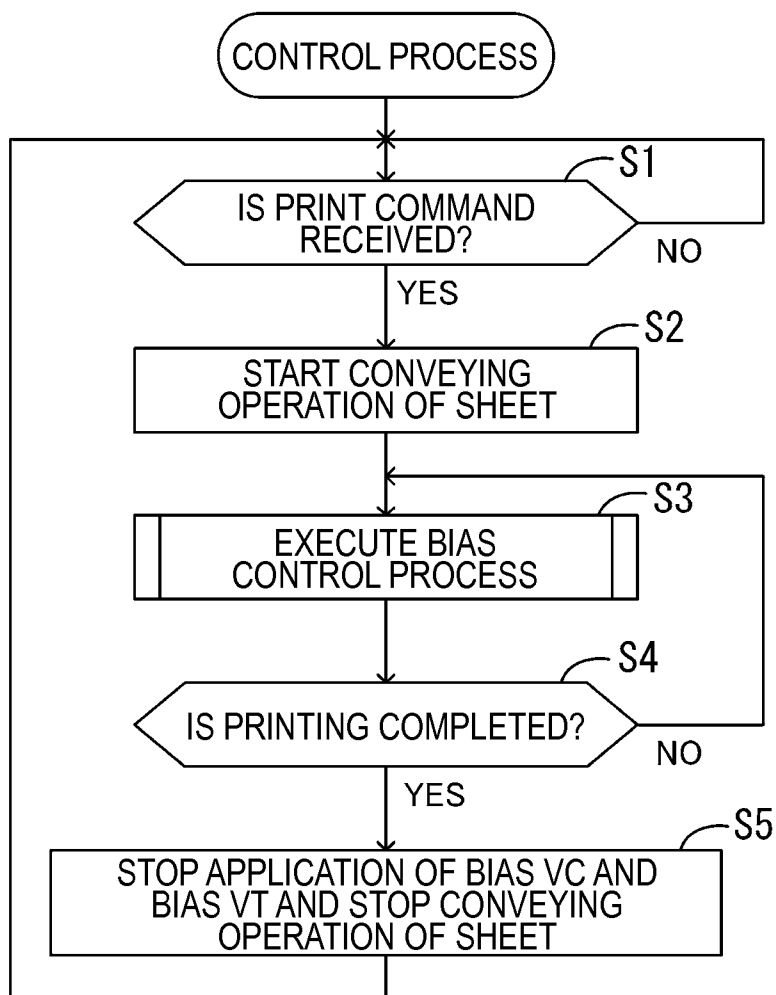 CONTROL PROCESS
S1
IS PRINT COMMAND
RECEIVED?
NO
YES
S2
START CONVEYING
OPERATION OF SHEET
S3
EXECUTE BIAS
CONTROL PROCESS
S4
IS PRINTING COMPLETED?
NO
YES
S5
STOP APPLICATION OF BIAS VC AND
BIAS VT AND STOP CONVEYING
OPERATION OF SHEET